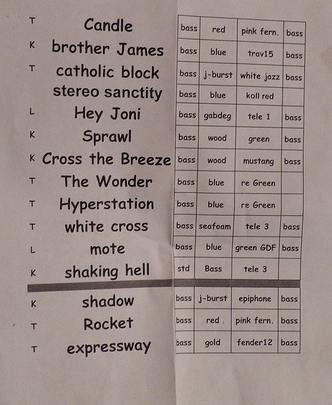 T Candle bass red pink fern. bass
K brother James bass blue trav15 bass
T catholic block bass j-burst white jazz bass
stereo sanctity bass blue koll red
L Hey Joni bass gabdeg tele 1 bass
K Sprawl bass wood green bass
K Cross the Breeze bass wood mustang bass
T The Wonder bass blue re Green
T Hyperstation bass blue re Green
T white cross bass seafoam tele 3 bass
L mote bass blue green GDF bass
K shaking hell std Bass tele 3
K shadow bass j-burst epiphone bass
T Rocket bass red . pink fern. bass
T expressway bass gold fender12 bass